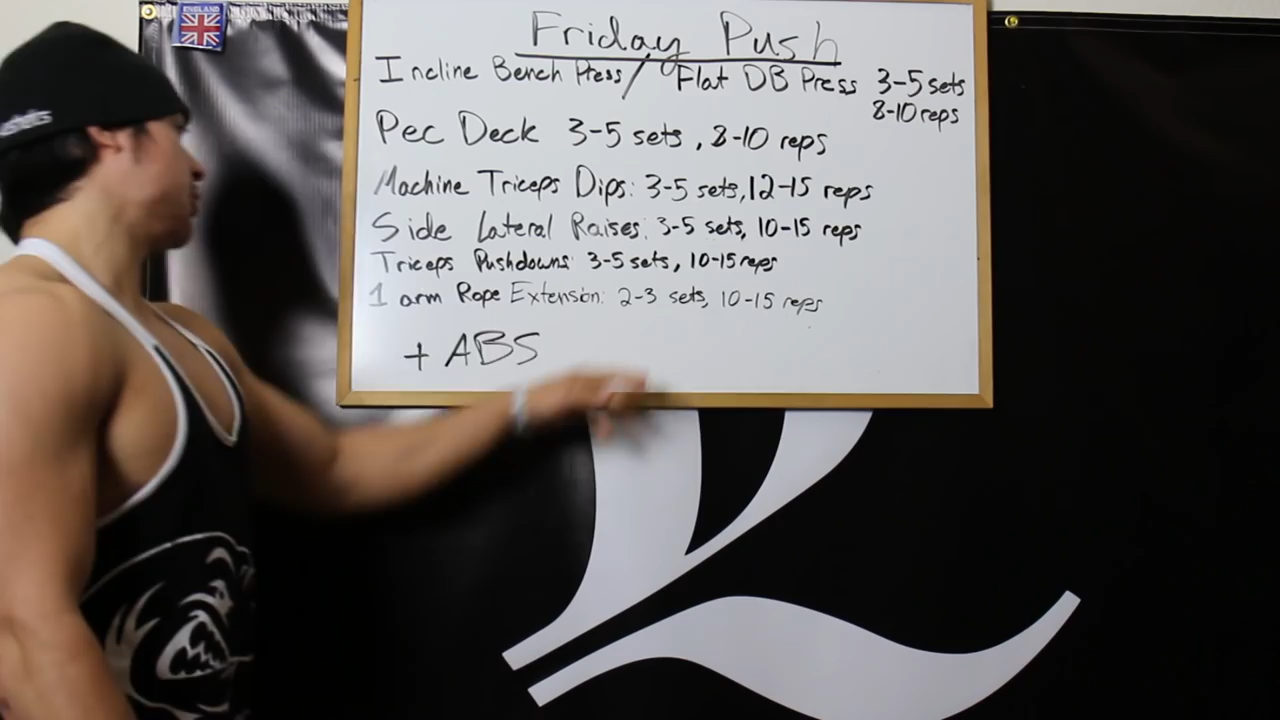 ENGLAND
Friday Push
Incline Bench Press / Flat DB Press 3-5 sets
8-10 reps
Pec Deck 3-5 sets, 8-10 reps
Machine Triceps Dips: 3-5 sets, 12-15 reps
Side Lateral Raises: 3-5 sets, 10-15 reps
Triceps Pushdowns: 3-5 sets, 10-15 reps
1 arm Rope Extension: 2-3 sets, 10-15 reps
+ ABS